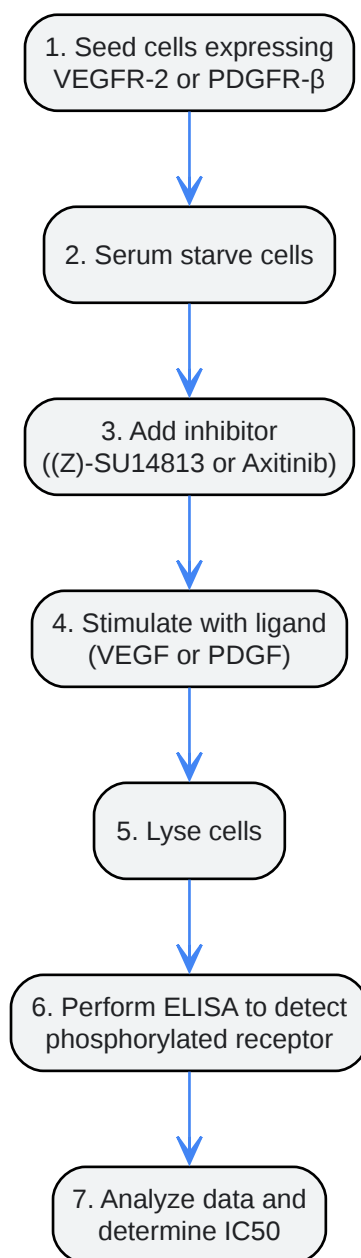 1. Seed cells expressing
VEGFR-2 or PDGFR-β
2. Serum starve cells
3. Add inhibitor
((Z)-SU14813 or Axitinib)
4. Stimulate with ligand
(VEGF or PDGF)
5. Lyse cells
6. Perform ELISA to detect
phosphorylated receptor
7. Analyze data and
determine IC50